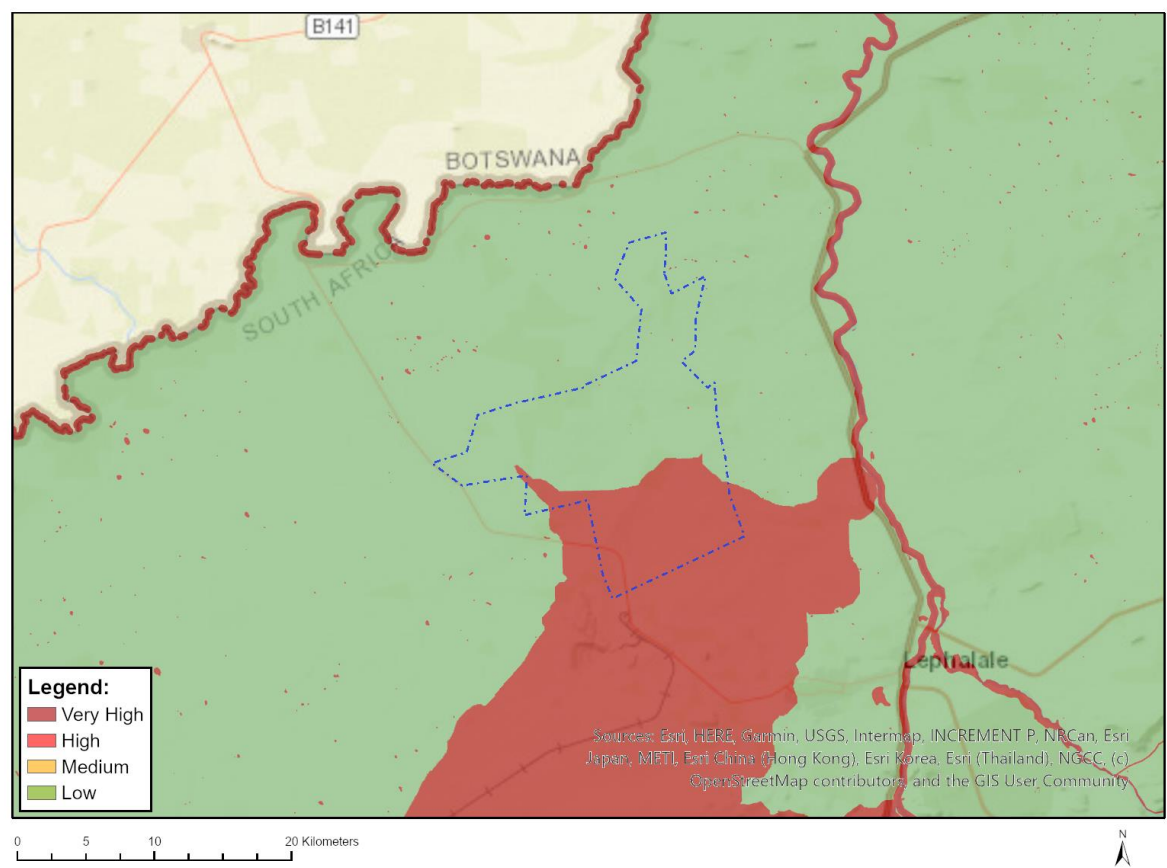 B141
BOTSWANA
SOUTH AFRICA
Lephalale
Legend:
Very High
High
Medium
Low
Sources: Esri, HERE, Garmin, USGS, Intermap, INCREMENT P, NRCan, Esri
Japan, METI, Esri China (Hong Kong), Esri Korea, Esri (Thailand), NGCC, (c)
OpenStreetMap contributors, and the GIS User Community
0 5 10 20 Kilometers
N